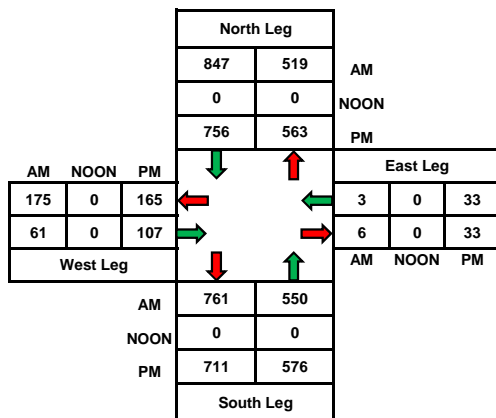 North Leg
847 519 AM
0 0 NOON
756 563 PM
AM NOON PM East Leg
175 0 165 3 0 33
61 0 107 6 0 33
West Leg AM NOON PM
AM 761 550
NOON 0 0
PM 711 576
South Leg